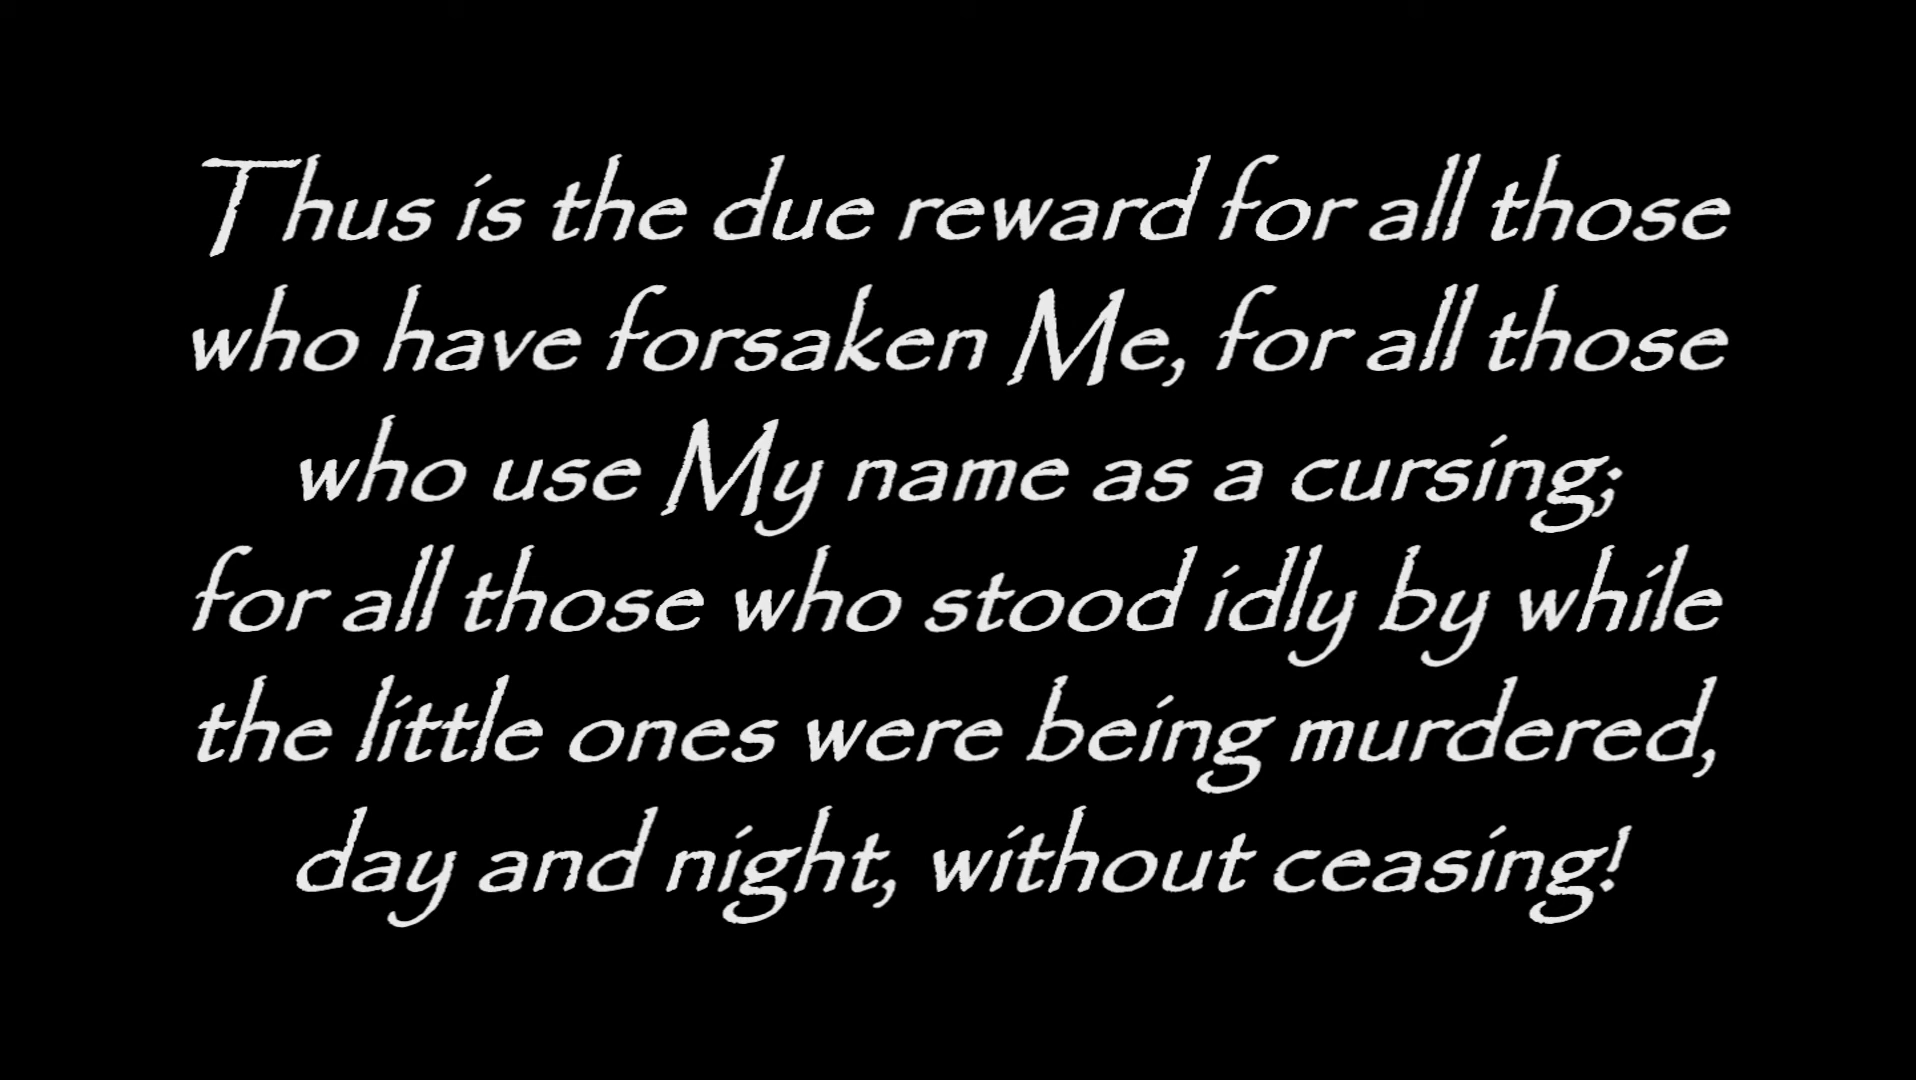 Thus is the due reward for all those
who have forsaken Me, for all those
who use My name as a cursing;
for all those who stood idly by while
the little ones were being murdered,
day and night, without ceasing!